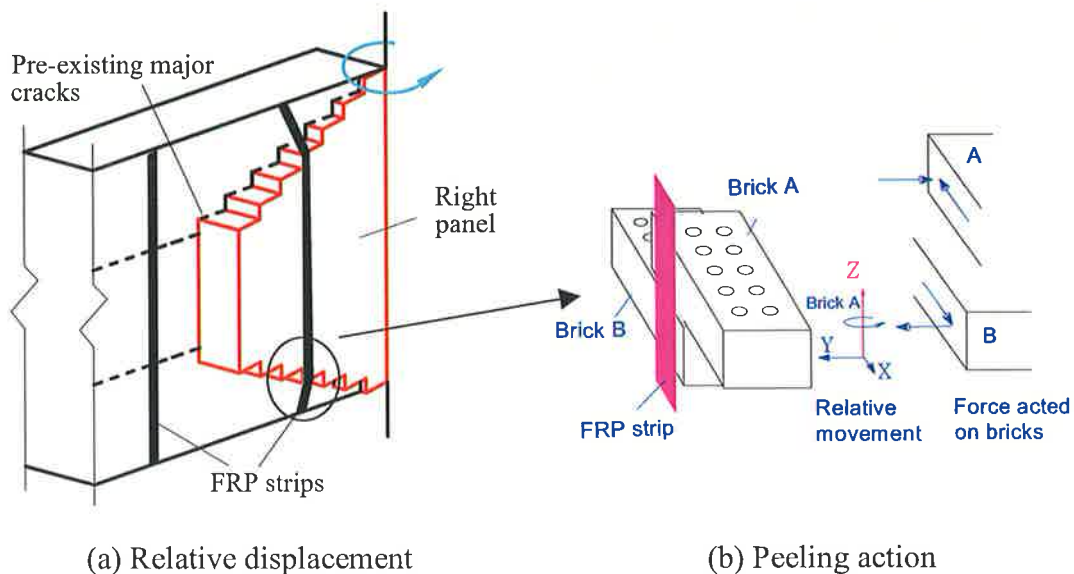 Pre-existing major
cracks
Right
panel
FRP strips
(a) Relative displacement
Brick A
Brick B
FRP strip
Z
Brick A
Y
X
Relative
movement
A
B
Force acted
on bricks
(b) Peeling action